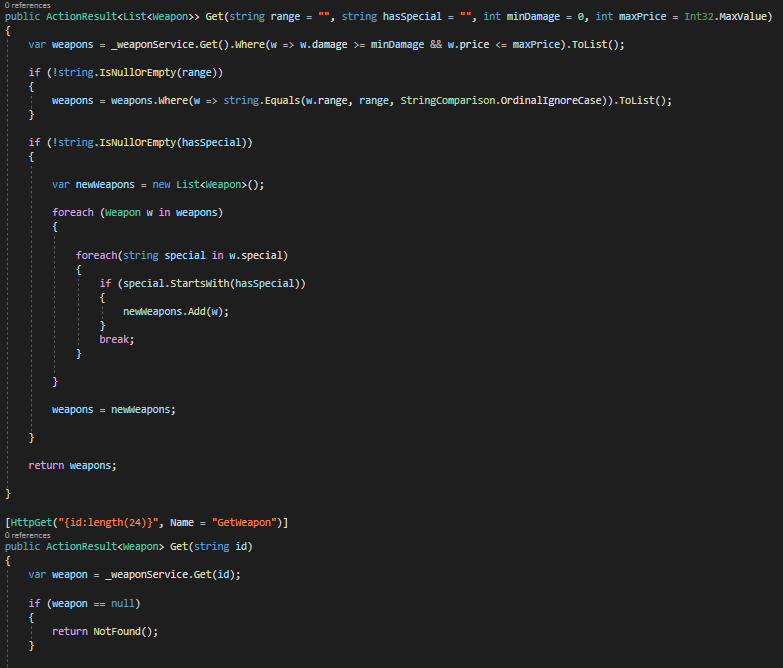 0 references
public ActionResult<List<Weapon>> Get(string range = "", string hasSpecial = "", int minDamage = 0, int maxPrice = Int32.MaxValue)
{
var weapons = _weaponService.Get().Where(w => w.damage >= minDamage && w.price <= maxPrice).ToList();
if (!string.IsNullOrEmpty(range))
{
weapons = weapons.Where(w => string.Equals(w.range, range, StringComparison.OrdinalIgnoreCase)).ToList();
}
if (!string.IsNullOrEmpty(hasSpecial))
{
var newWeapons = new List<Weapon>();
foreach (Weapon w in weapons)
{
foreach(string special in w.special)
{
if (special.StartsWith(hasSpecial))
{
newWeapons.Add(w);
}
break;
}
}
weapons = newWeapons;
}
return weapons;
}
[HttpGet("{id:length(24)}", Name = "GetWeapon")]
0 references
public ActionResult<Weapon> Get(string id)
{
var weapon = _weaponService.Get(id);
if (weapon == null)
{
return NotFound();
}